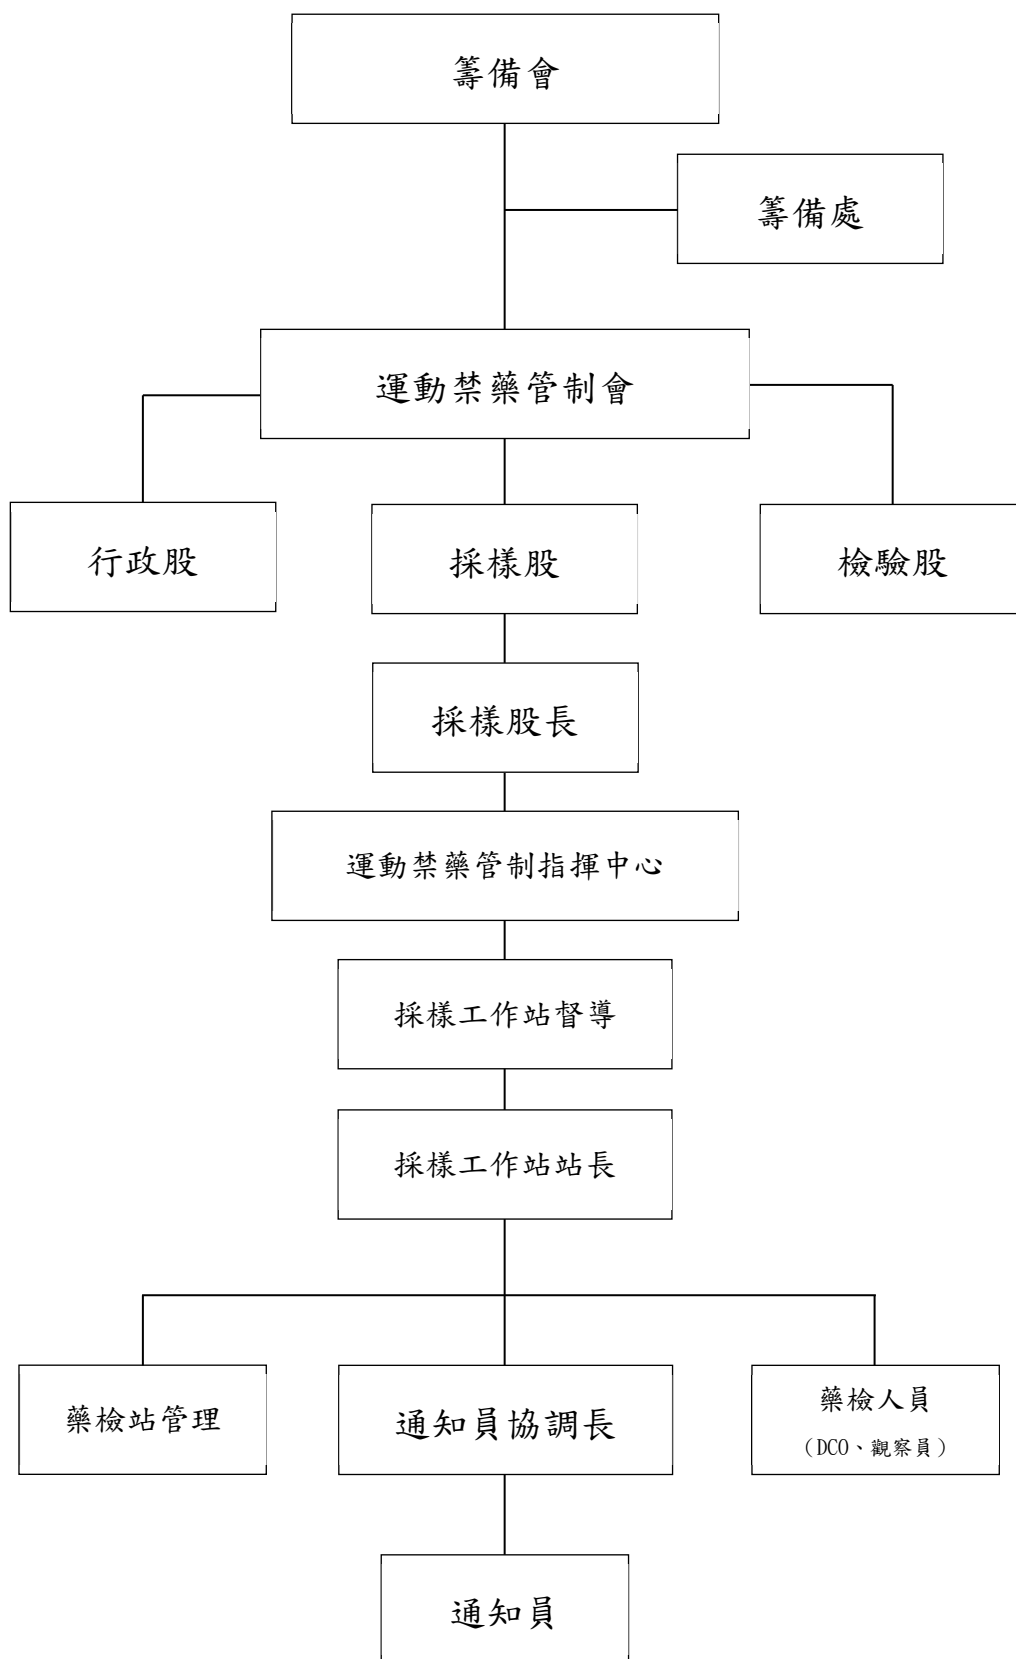 籌備會
籌備處
運動禁藥管制會
行政股
採樣股
檢驗股
採樣股長
運動禁藥管制指揮中心
採樣工作站督導
採樣工作站站長
藥檢站管理
通知員協調長
藥檢人員
（DCO、觀察員）
通知員